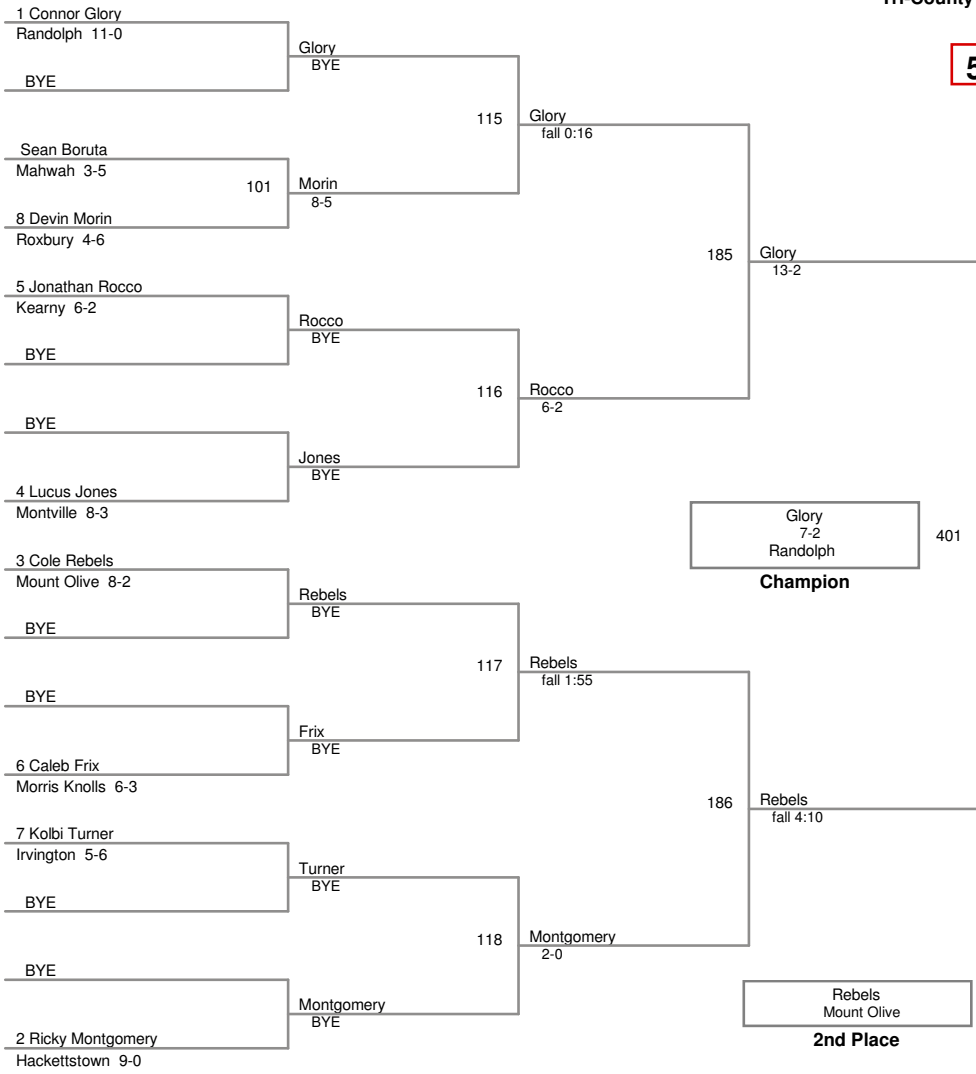 Tri-County
5
1 Connor Glory
Randolph 11-0
BYE
Glory
BYE
115
Glory
fall 0:16
Sean Boruta
Mahwah 3-5
101
Morin
8-5
8 Devin Morin
Roxbury 4-6
185
Glory
13-2
5 Jonathan Rocco
Kearny 6-2
BYE
Rocco
BYE
116
Rocco
6-2
BYE
Jones
BYE
4 Lucus Jones
Montville 8-3
Glory
7-2
Randolph
401
Champion
3 Cole Rebels
Mount Olive 8-2
BYE
Rebels
BYE
117
Rebels
fall 1:55
BYE
Frix
BYE
6 Caleb Frix
Morris Knolls 6-3
186
Rebels
fall 4:10
7 Kolbi Turner
Irvington 5-6
BYE
Turner
BYE
118
Montgomery
2-0
BYE
Montgomery
BYE
2 Ricky Montgomery
Hackettstown 9-0
Rebels
Mount Olive
2nd Place